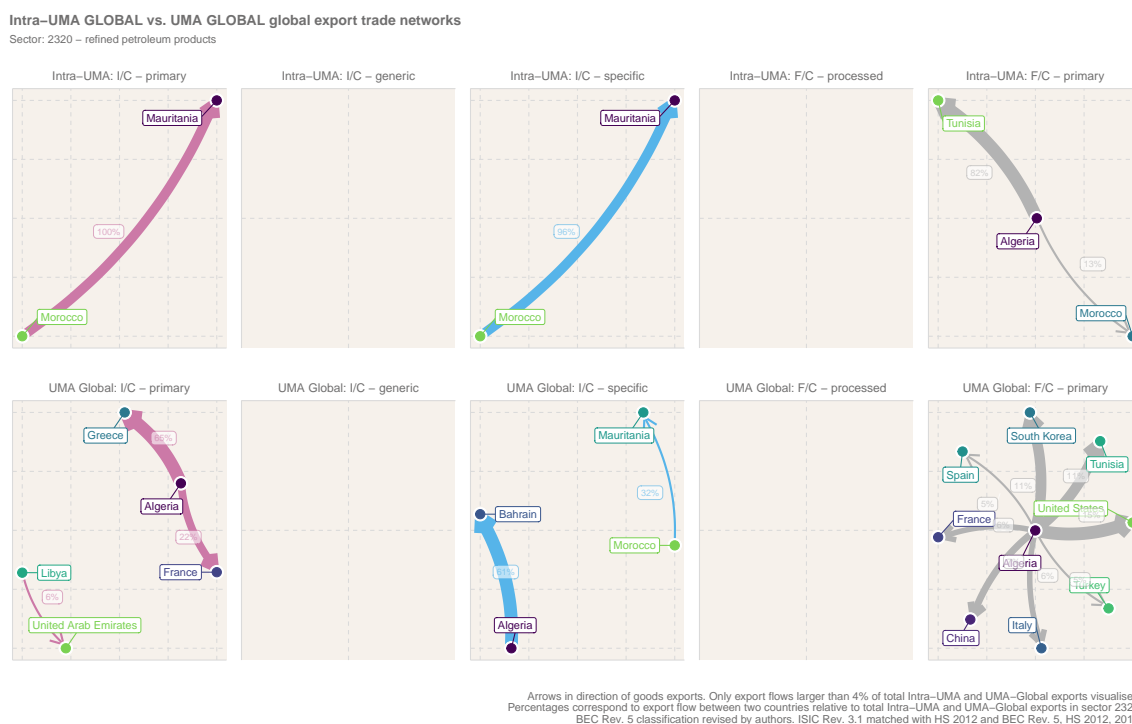 Intra–UMA GLOBAL vs. UMA GLOBAL global export trade networks
Sector: 2320 – refined petroleum products
Intra–UMA: I/C – primary
Intra–UMA: I/C – generic
Intra–UMA: I/C – specific
Intra–UMA: F/C – processed
Intra–UMA: F/C – primary
Mauritania
100%
Morocco
Mauritania
96%
Morocco
Tunisia
82%
Algeria
13%
Morocco
UMA Global: I/C – primary
UMA Global: I/C – generic
UMA Global: I/C – specific
UMA Global: F/C – processed
UMA Global: F/C – primary
Greece
65%
Algeria
22%
France
Libya
6%
United Arab Emirates
Mauritania
32%
Bahrain
Morocco
61%
Algeria
South Korea
Tunisia
Spain
11%
11%
5%
United States
15%
France
Algeria
6%
Turkey
Italy
China
Arrows in direction of goods exports. Only export flows larger than 4% of total Intra–UMA and UMA–Global exports visualise
Percentages correspond to export flow between two countries relative to total Intra–UMA and UMA–Global exports in sector 232
BEC Rev. 5 classification revised by authors. ISIC Rev. 3.1 matched with HS 2012 and BEC Rev. 5, HS 2012, 201